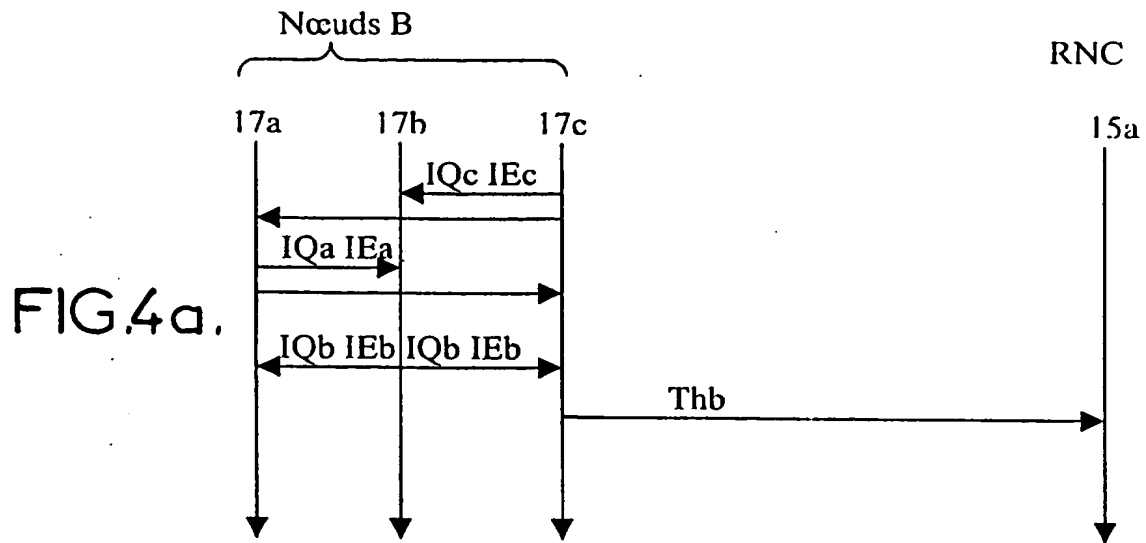 Nœuds B
RNC
17a 17b 17c 15a
IQc IEc
IQa IEa
FIG.4a.
IQb IEb IQb IEb
Thb